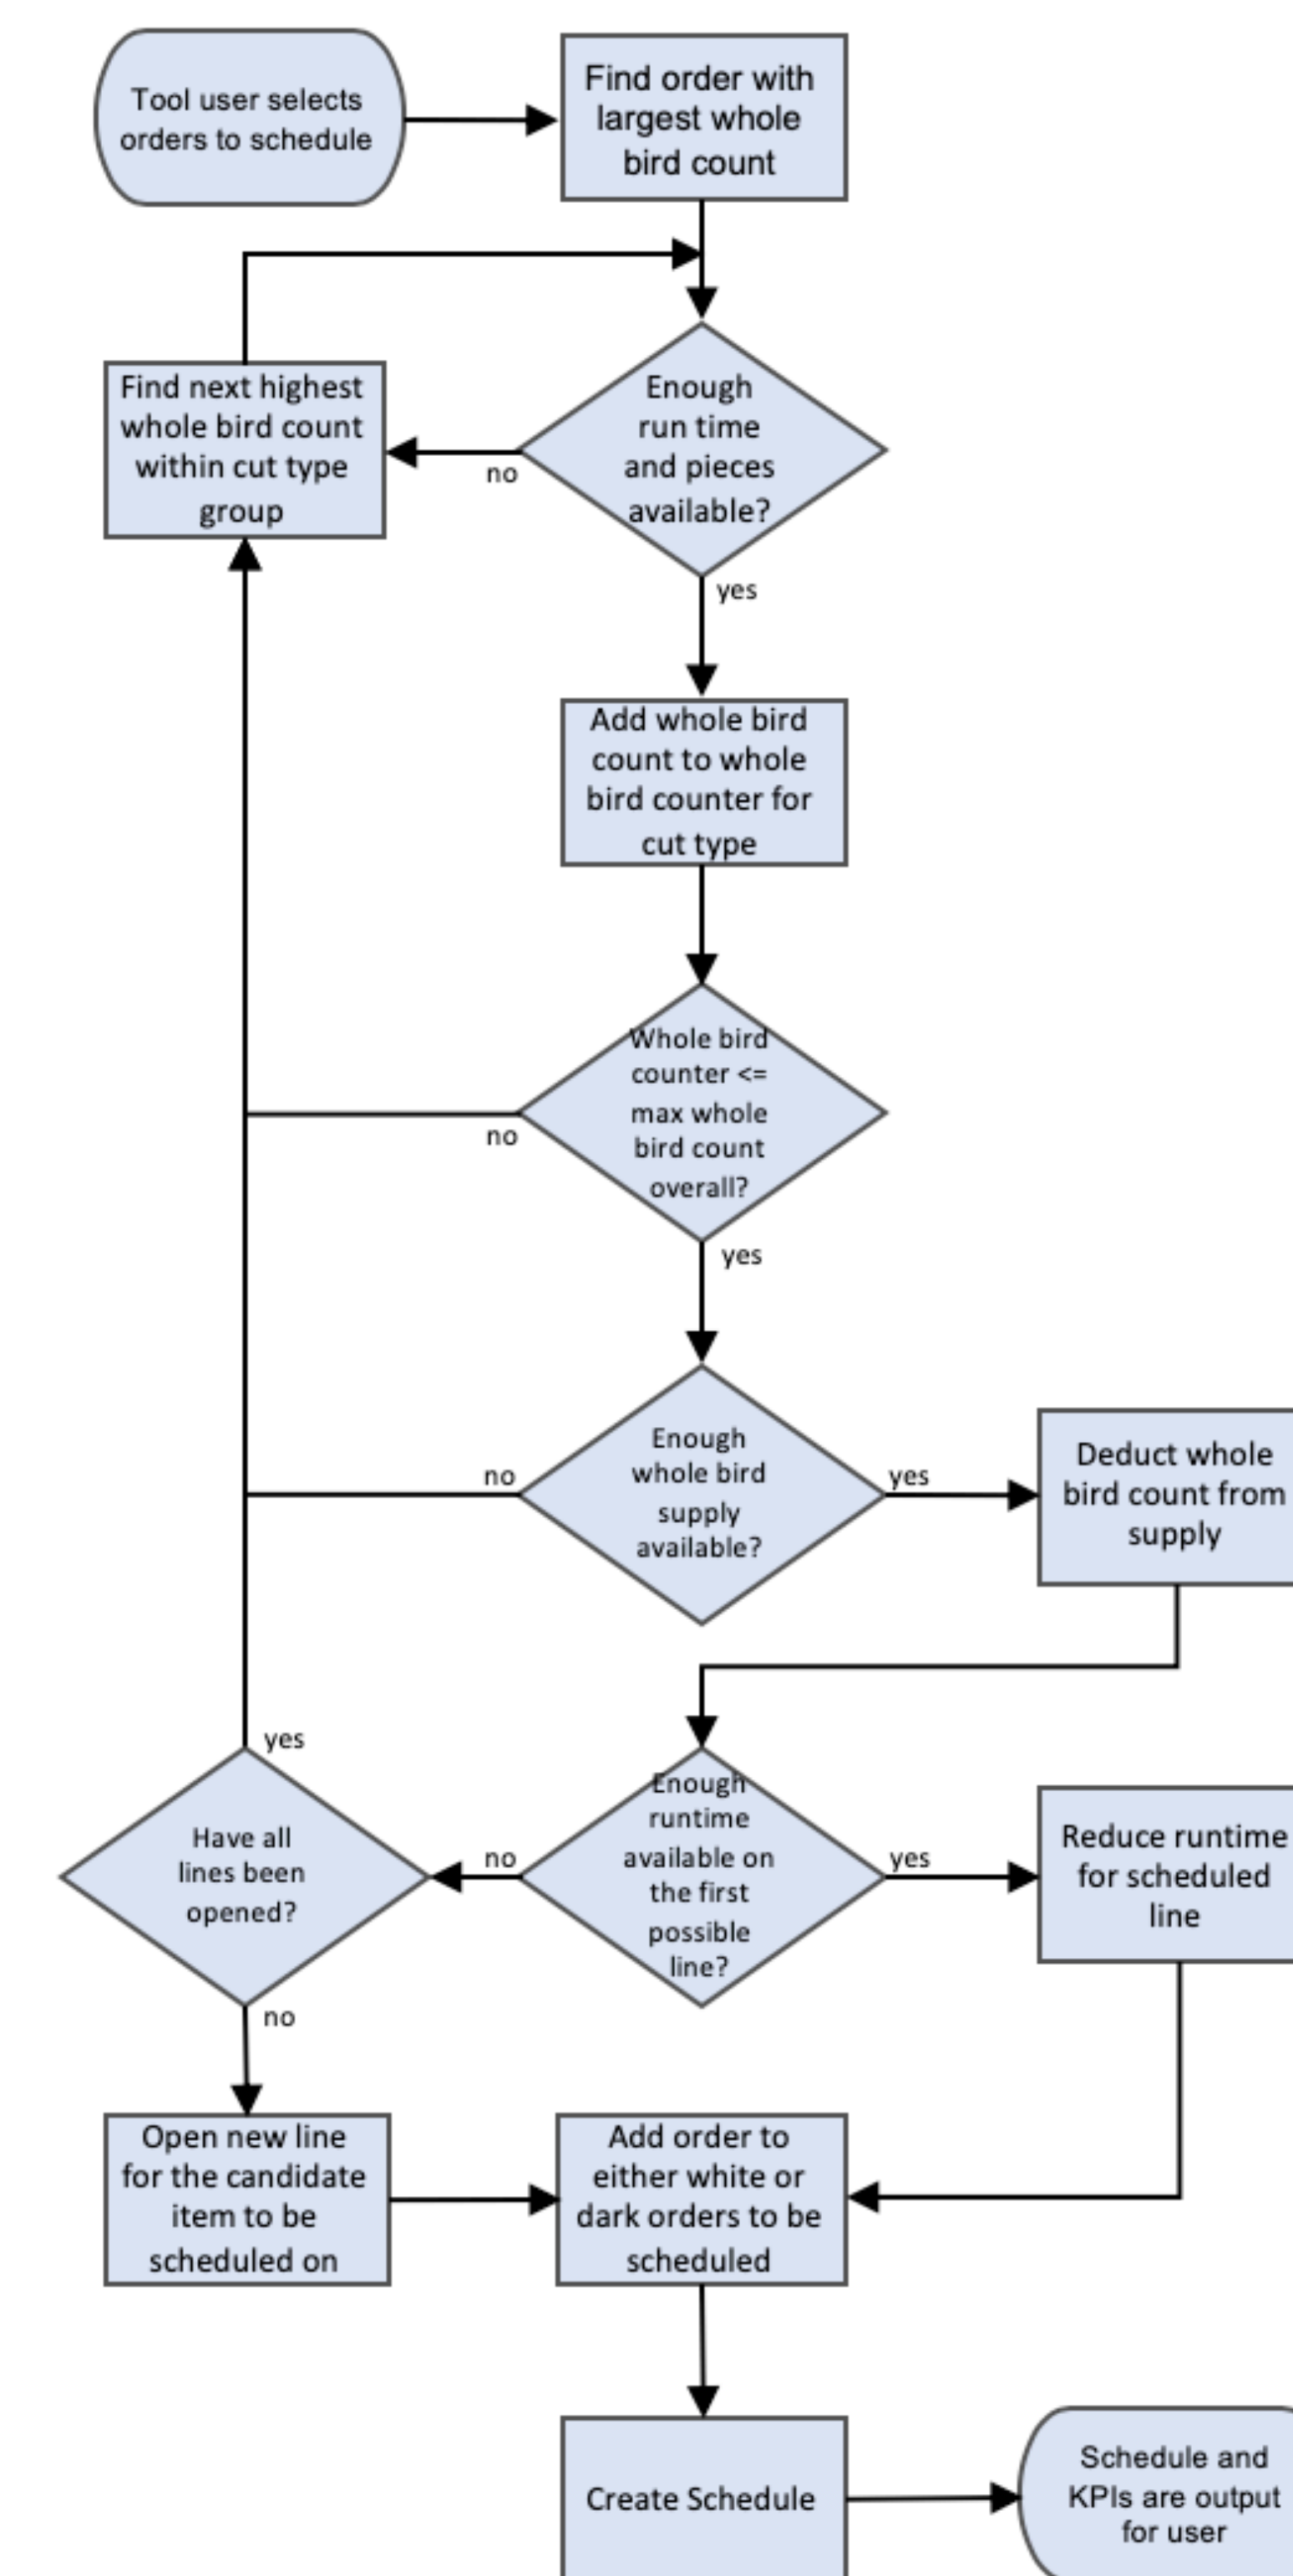 Tool user selects
orders to schedule
Find order with
largest whole
bird count
Find next highest
whole bird count
within cut type
group
no
Enough
run time
and pieces
available?
yes
Add whole bird
count to whole
bird counter for
cut type
Whole bird
counter <=
max whole
bird count
overall?
no
yes
Enough
whole bird
supply
available?
no
yes
Deduct whole
bird count from
supply
yes
Have all
lines been
opened?
no
no
Enough
runtime
available on
the first
possible
line?
yes
Reduce runtime
for scheduled
line
Open new line
for the candidate
item to be
scheduled on
Add order to
either white or
dark orders to be
scheduled
Create Schedule
Schedule and
KPIs are output
for user